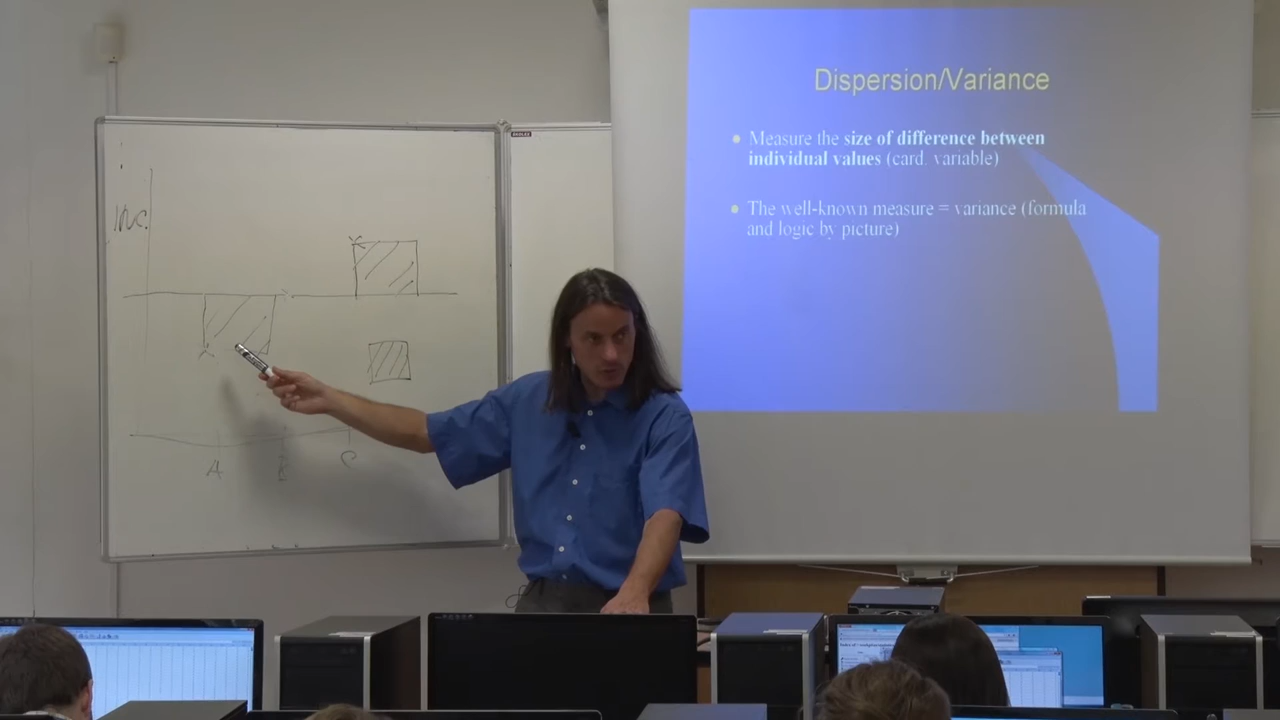 INC.
A
B
C
Dispersion/Variance
Measure the size of difference between
individual values (card. variable)
The well-known measure = variance (formula
and logic by picture)